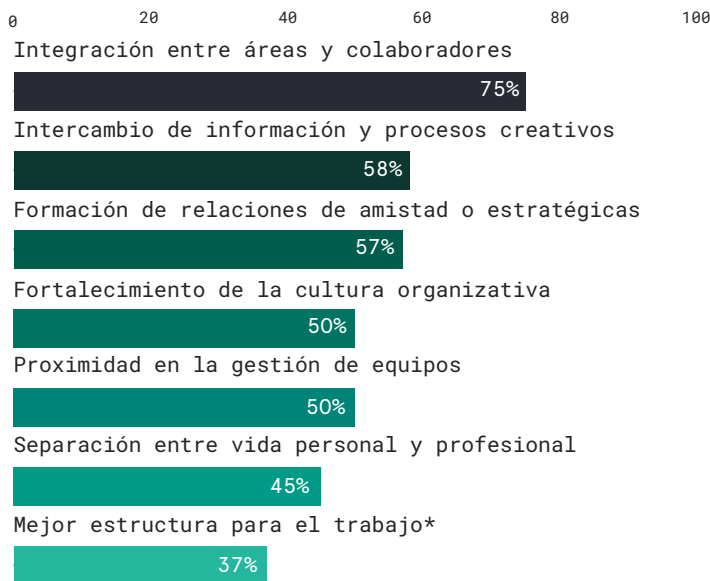 0 20 40 60 80 100
Integración entre áreas y colaboradores
75%
Intercambio de información y procesos creativos
58%
Formación de relaciones de amistad o estratégicas
57%
Fortalecimiento de la cultura organizativa
50%
Proximidad en la gestión de equipos
50%
Separación entre vida personal y profesional
45%
Mejor estructura para el trabajo*
37%